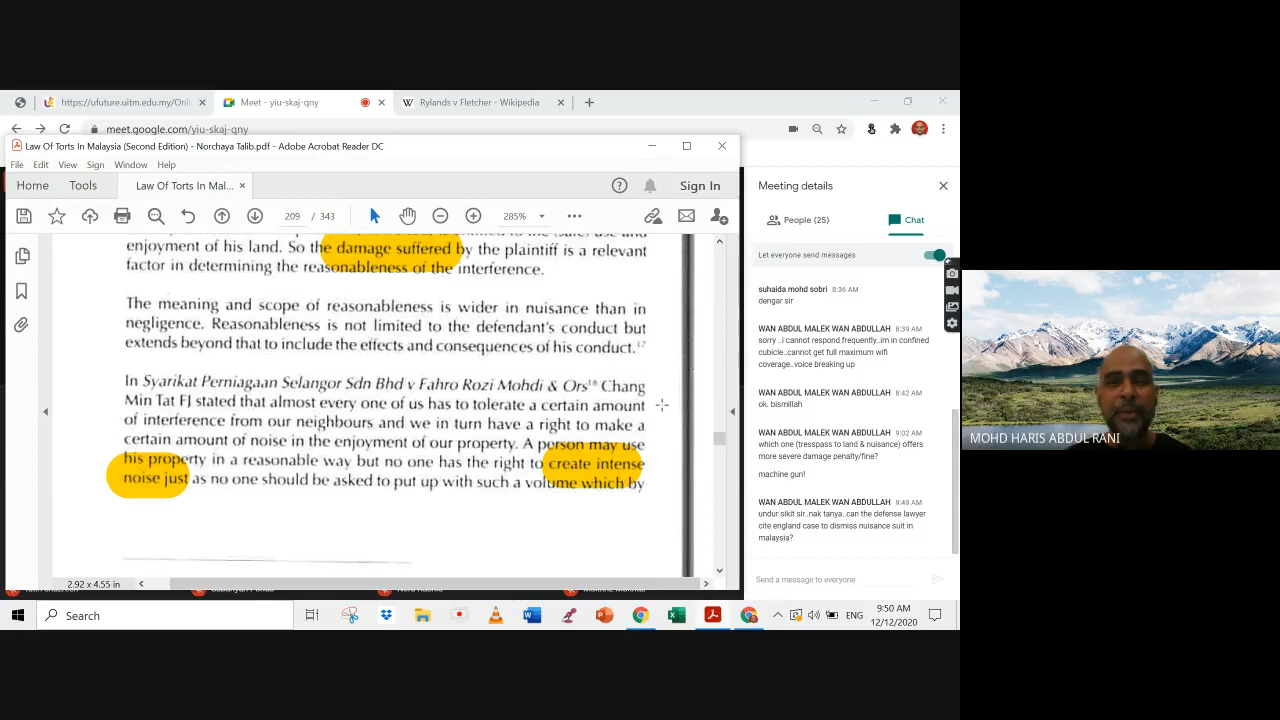 https://ufuture.uitm.edu.my/Onli
Meet - yiu-skaj-qny
Rylands v Fletcher - Wikipedia
meet.google.com/yiu-skaj-qny
Law Of Torts In Malaysia (Second Edition) - Norchaya Talib.pdf - Adobe Acrobat Reader DC
File Edit View Sign Window Help
Home Tools Law Of Torts In Mal... Sign In
209 / 343 285%
enjoyment of his land. So the damage suffered by the plaintiff is a relevant
factor in determining the reasonableness of the interference.
The meaning and scope of reasonableness is wider in nuisance than in
negligence. Reasonableness is not limited to the defendant's conduct but
extends beyond that to include the effects and consequences of his conduct.17
In Syarikat Perniagaan Selangor Sdn Bhd v Fahro Rozi Mohdi & Ors18 Chang
Min Tat FJ stated that almost every one of us has to tolerate a certain amount
of interference from our neighbours and we in turn have a right to make a
certain amount of noise in the enjoyment of our property. A person may use
his property in a reasonable way but no one has the right to create intense
noise just as no one should be asked to put up with such a volume which by
2.92 x 4.55 in
Meeting details
People (25) Chat
Let everyone send messages
suhaida mohd sobri 8:36 AM
dengar sir
WAN ABDUL MALEK WAN ABDULLAH 8:39 AM
sorry ..i cannot respond frequently..im in confined
cubicle..cannot get full maximum wifi
coverage..voice breaking up
WAN ABDUL MALEK WAN ABDULLAH 8:42 AM
ok. bismillah
WAN ABDUL MALEK WAN ABDULLAH 9:02 AM
which one (tresspass to land & nuisance) offers
more severe damage penalty/fine?
machine gun!
WAN ABDUL MALEK WAN ABDULLAH 9:49 AM
undur sikit sir..nak tanya..can the defense lawyer
cite england case to dismiss nuisance suit in
malaysia?
Send a message to everyone
MOHD HARIS ABDUL RANI
Search
ENG
9:50 AM
12/12/2020